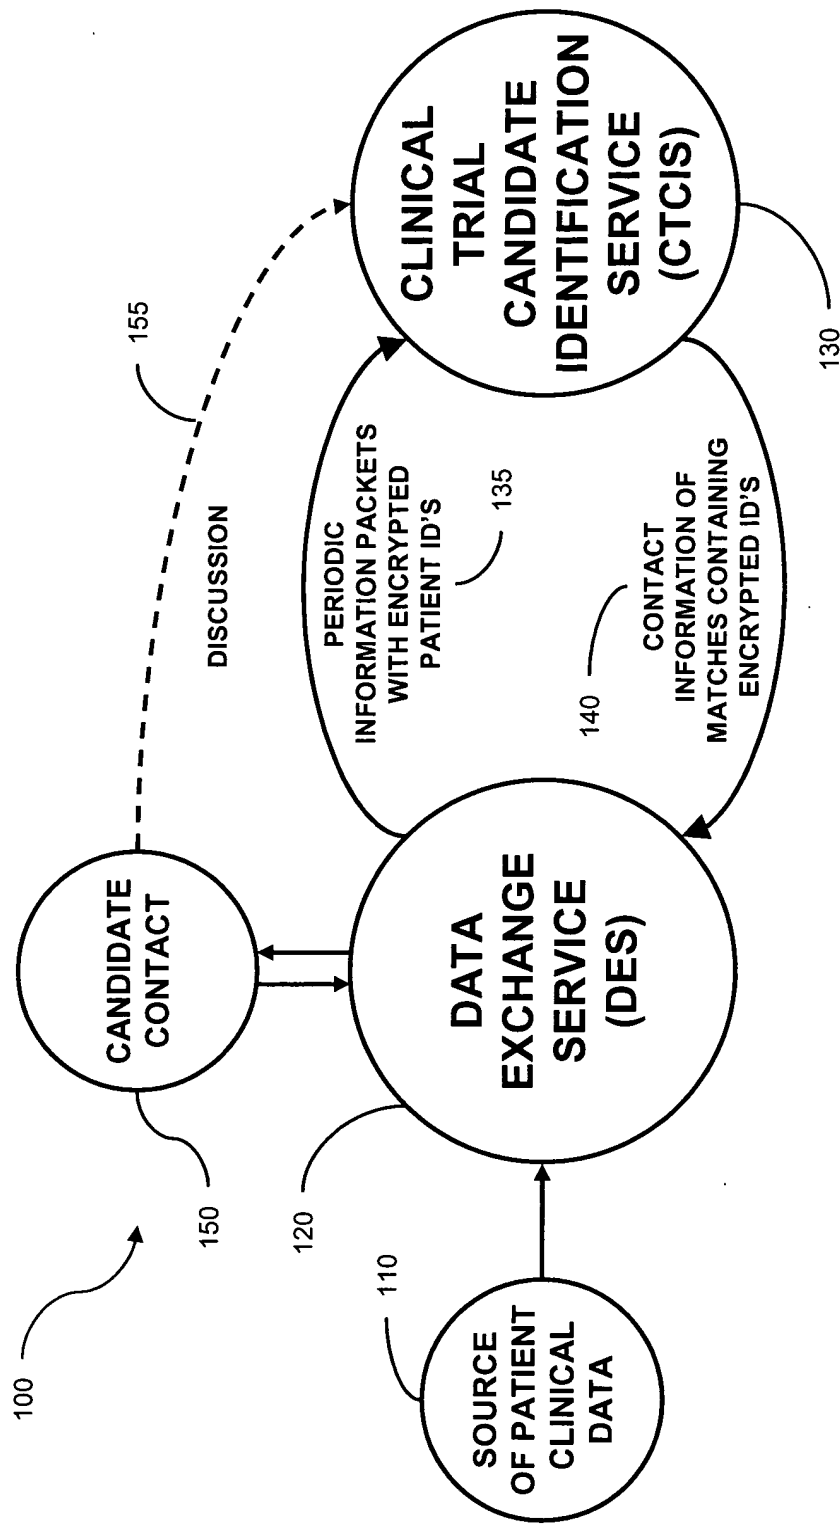 100
150
CANDIDATE
CONTACT
155
DISCUSSION
110
SOURCE
OF PATIENT
CLINICAL
DATA
120
DATA
EXCHANGE
SERVICE
(DES)
PERIODIC
INFORMATION PACKETS
WITH ENCRYPTED
PATIENT ID'S
135
140
CONTACT
INFORMATION OF
MATCHES CONTAINING
ENCRYPTED ID'S
CLINICAL
TRIAL
CANDIDATE
IDENTIFICATION
SERVICE
(CTCIS)
130